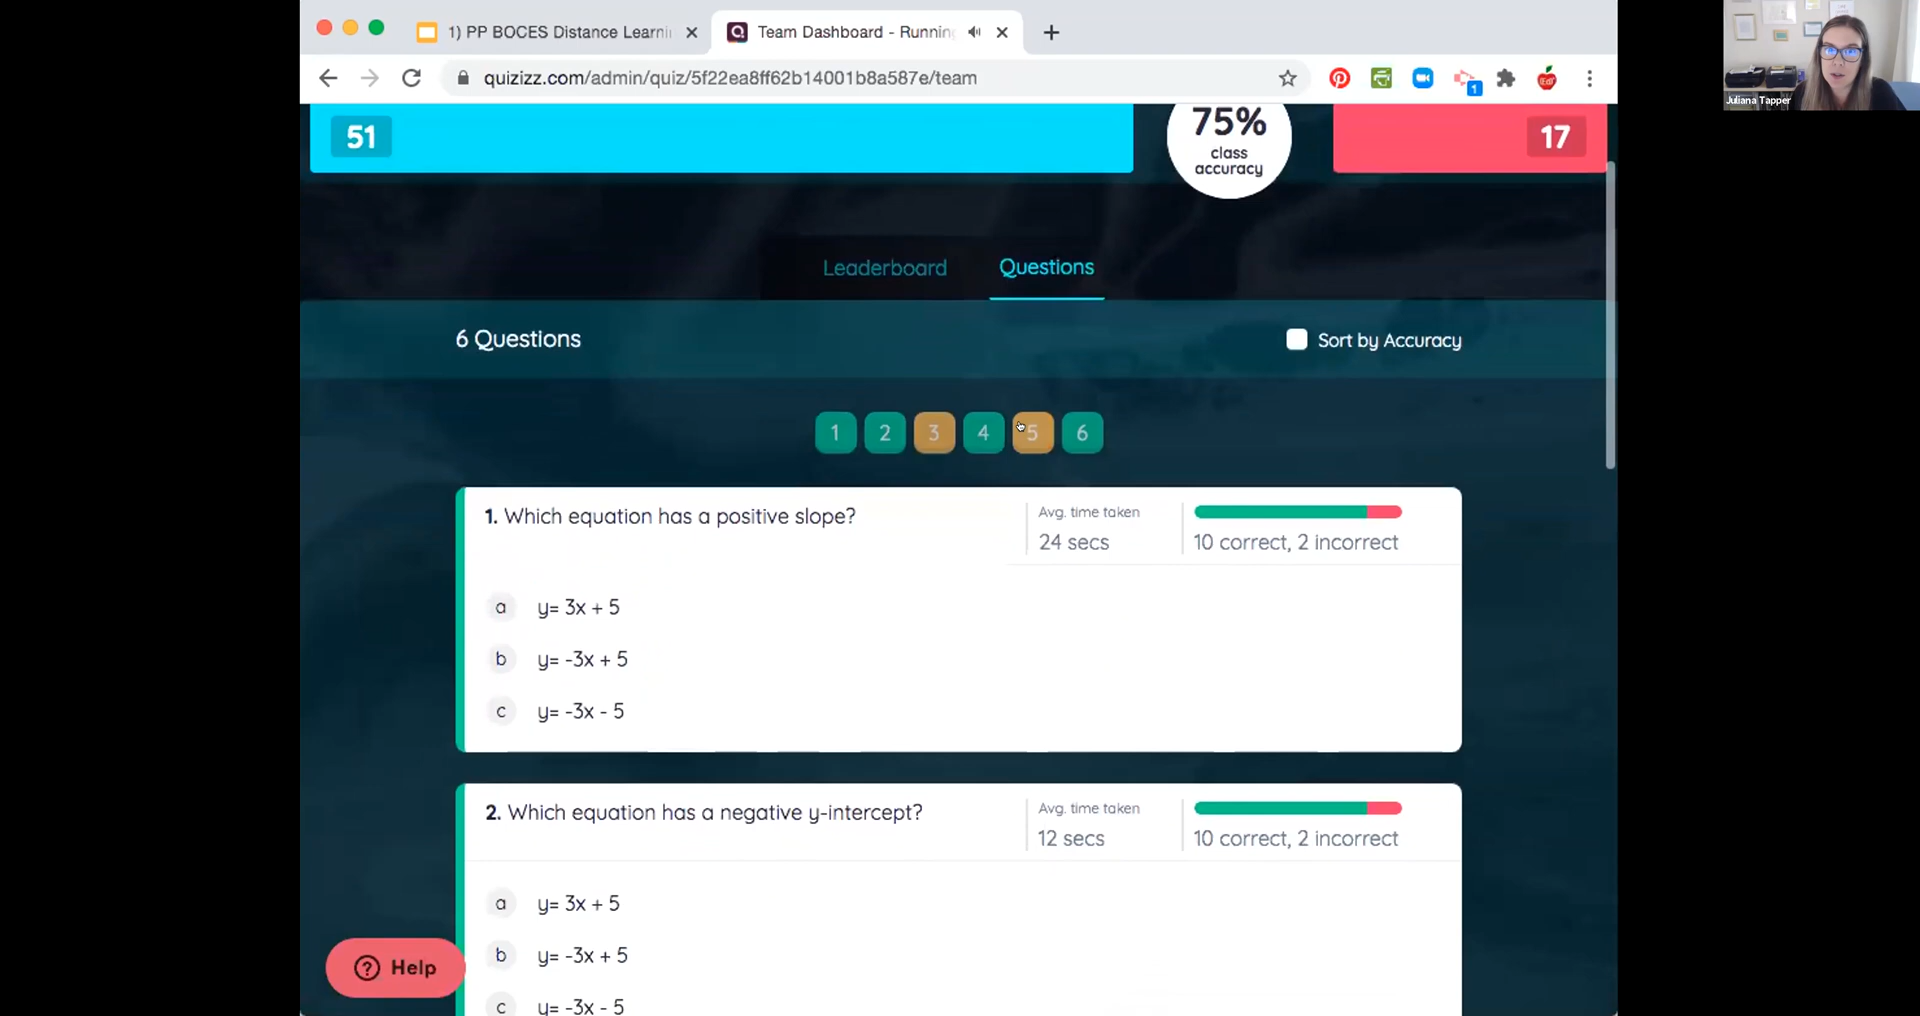 1) PP BOCES Distance Learni
Team Dashboard - Running
quizizz.com/admin/quiz/5f22ea8ff62b14001b8a587e/team
1
Juliana Tapper
51
75%
class
accuracy
17
Leaderboard
Questions
6 Questions
Sort by Accuracy
1 2 3 4 5 6
1. Which equation has a positive slope?
Avg. time taken
24 secs
10 correct, 2 incorrect
a y= 3x + 5
b y= -3x + 5
c y= -3x - 5
2. Which equation has a negative y-intercept?
Avg. time taken
12 secs
10 correct, 2 incorrect
a y= 3x + 5
b y= -3x + 5
c y= -3x - 5
? Help